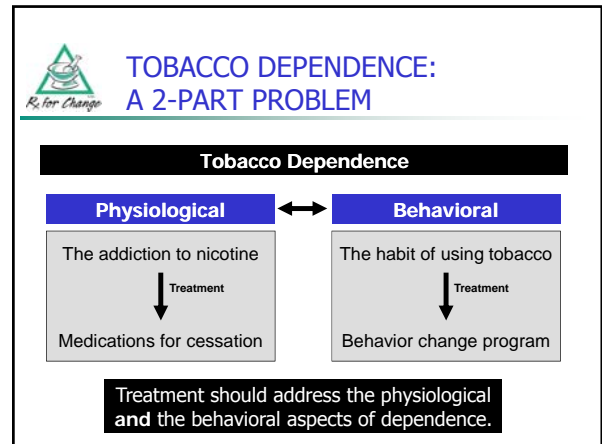 Rx for Change
TOBACCO DEPENDENCE:
A 2-PART PROBLEM
Tobacco Dependence
Physiological
Behavioral
The addiction to nicotine
Treatment
Medications for cessation
The habit of using tobacco
Treatment
Behavior change program
Treatment should address the physiological
and the behavioral aspects of dependence.